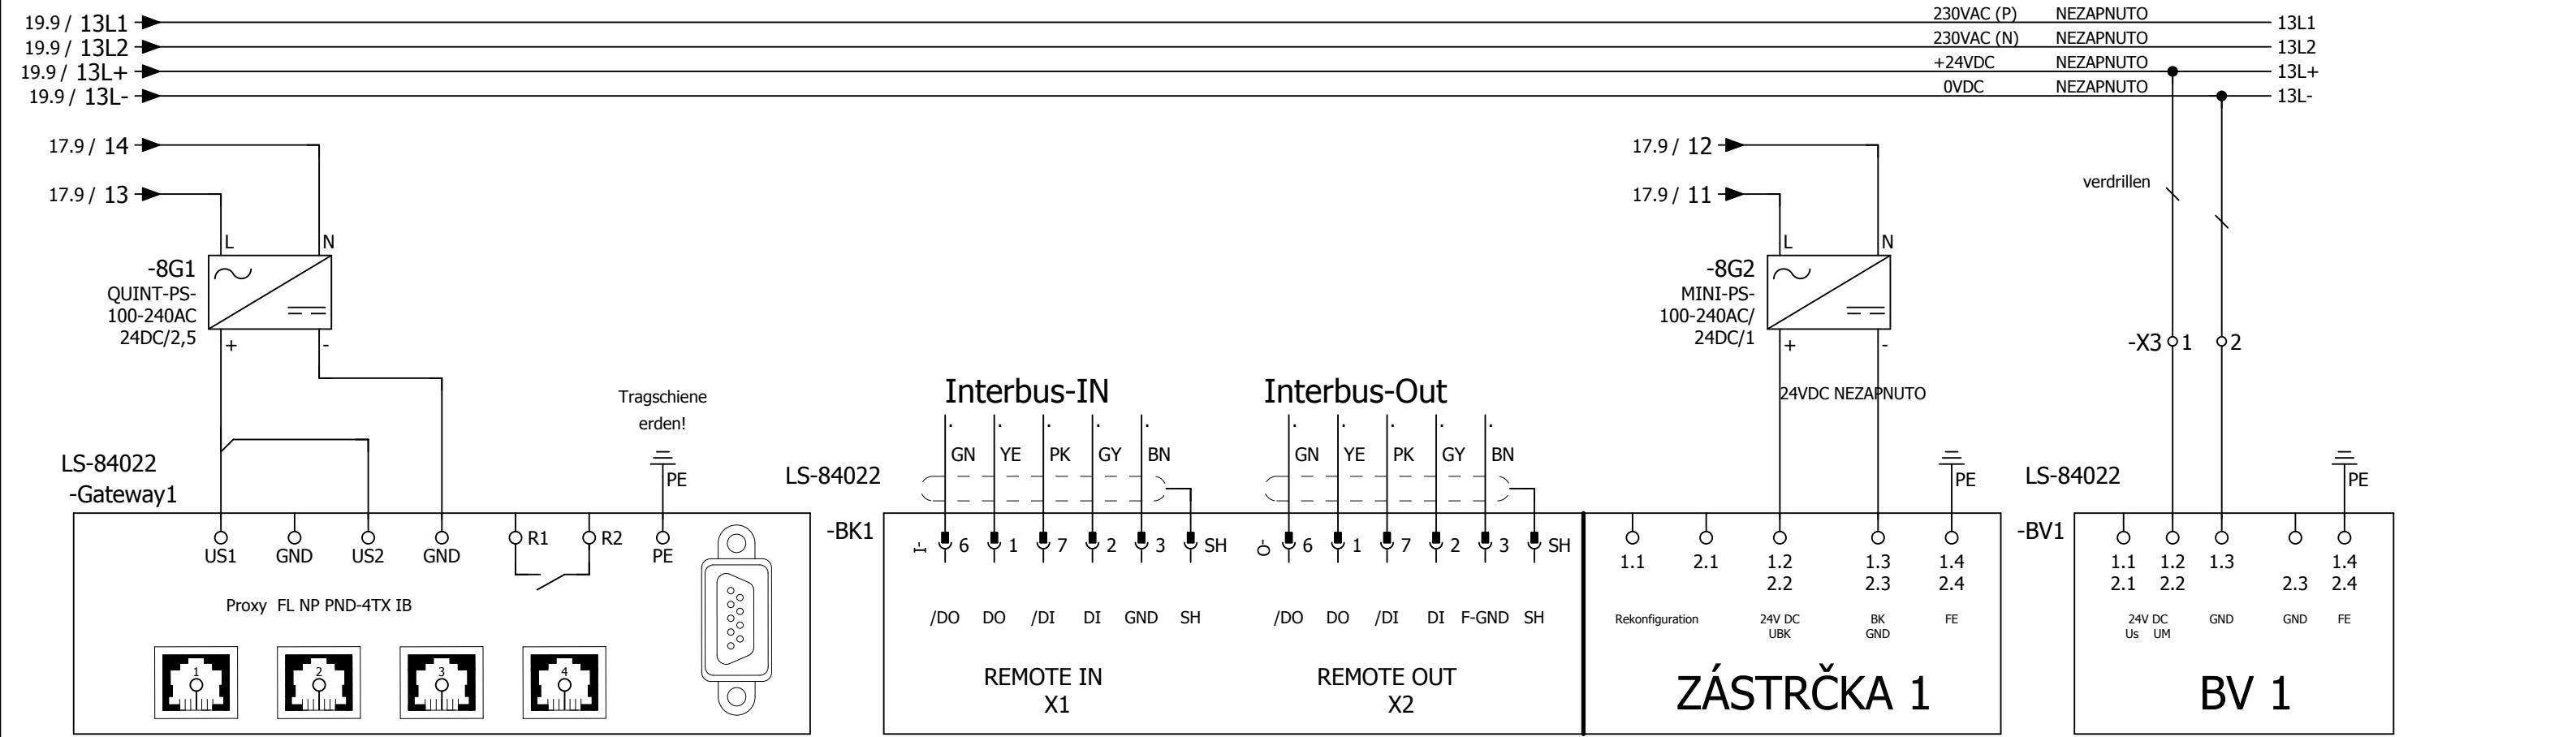 19.9 / 13L1 230VAC (P) NEZAPNUTO 13L1
19.9 / 13L2 230VAC (N) NEZAPNUTO 13L2
19.9 / 13L+ +24VDC NEZAPNUTO 13L+
19.9 / 13L- 0VDC NEZAPNUTO 13L-
17.9 / 14
17.9 / 13
L N
-8G1
QUINT-PS-
100-240AC
24DC/2,5
+ -
Tragschiene
erden!
LS-84022
-Gateway1
PE
US1 GND US2 GND R1 R2 PE
Proxy FL NP PND-4TX IB
1 2 3 4
Interbus-IN
. . . . .
GN YE PK GY BN
LS-84022
-BK1
I- 6 1 7 2 3 SH
/DO DO /DI DI GND SH
REMOTE IN
X1
Interbus-Out
. . . . .
GN YE PK GY BN
O- 6 1 7 2 3 SH
/DO DO /DI DI F-GND SH
REMOTE OUT
X2
17.9 / 12
17.9 / 11
L N
-8G2
MINI-PS-
100-240AC/
24DC/1
+ -
24VDC NEZAPNUTO
PE
1.1 2.1 1.2 1.3 1.4
2.2 2.3 2.4
Rekonfiguration 24V DC BK FE
UBK GND
ZÁSTRČKA 1
verdrillen
-X3 1 2
LS-84022
-BV1
PE
1.1 1.2 1.3 1.4
2.1 2.2 2.3 2.4
24V DC GND GND FE
Us UM
BV 1